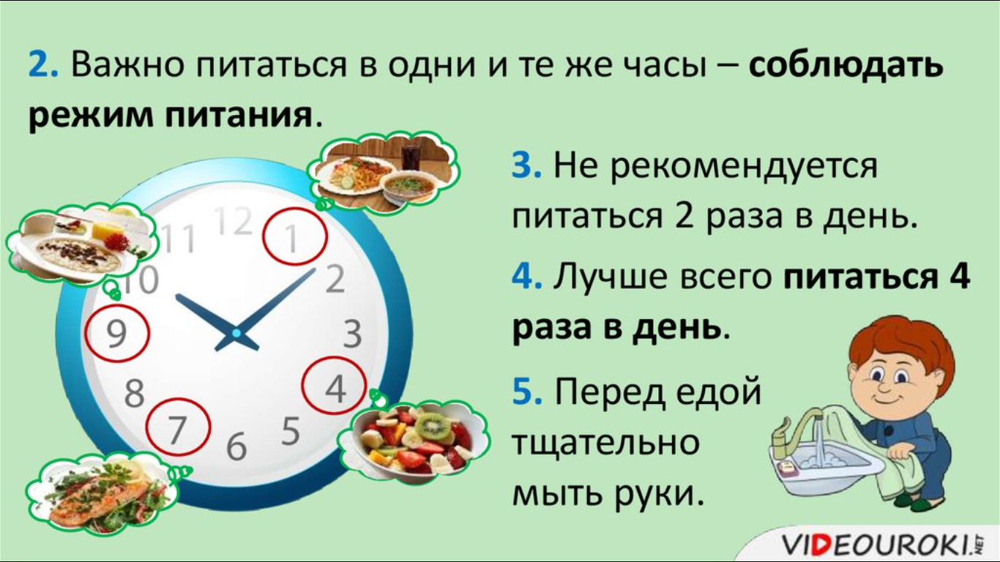 2. Важно питаться в одни и те же часы – соблюдать
режим питания.
3. Не рекомендуется
питаться 2 раза в день.
4. Лучше всего питаться 4
раза в день.
5. Перед едой
тщательно
мыть руки.
12
11
1
10
2
9
3
8
4
7
5
6
VIDEOUROKI.NET